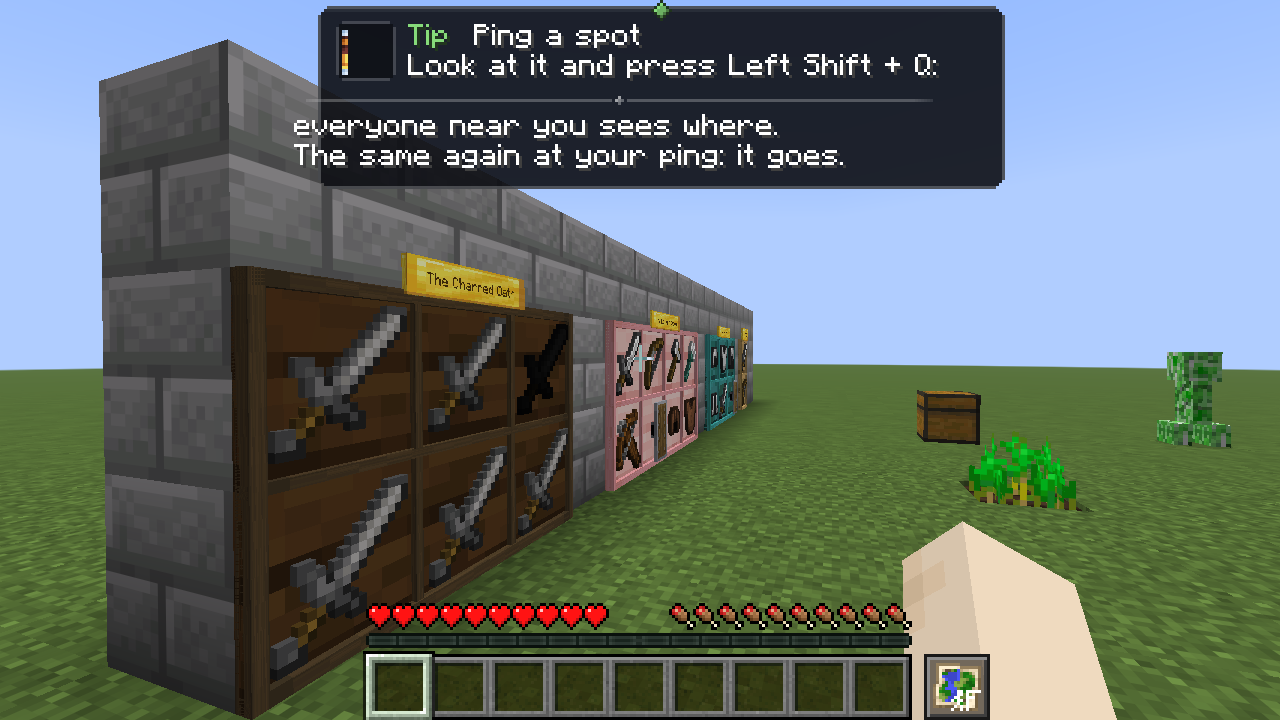 Tip Ping a spot
Look at it and press Left Shift + Q:
everyone near you sees where.
The same again at your ping: it goes.
The Charred Oath